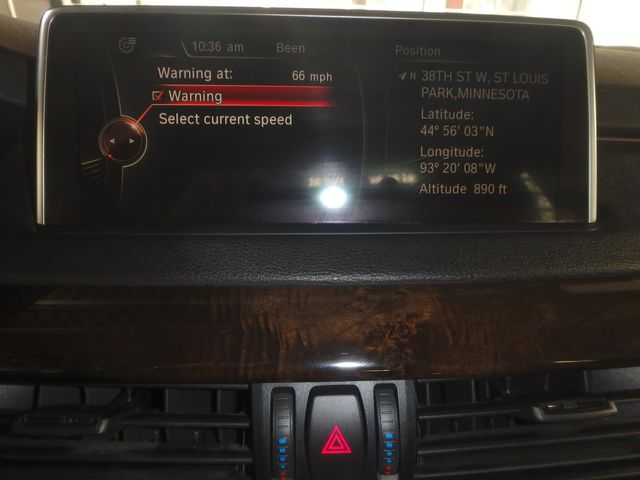 10:36 am Been
Warning at: 66 mph
Warning
Select current speed
Position
N 38TH ST W, ST LOUIS
PARK,MINNESOTA
Latitude:
44° 56' 03"N
Longitude:
93° 20' 08"W
Altitude 890 ft